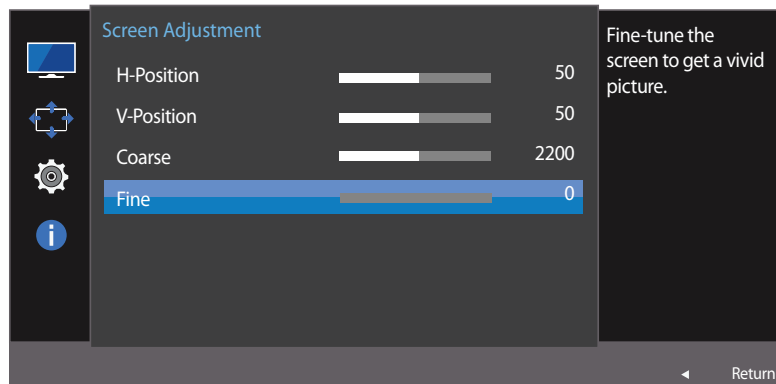 Screen Adjustment
H-Position 50
V-Position 50
Coarse 2200
Fine 0
Fine-tune the
screen to get a vivid
picture.
Return